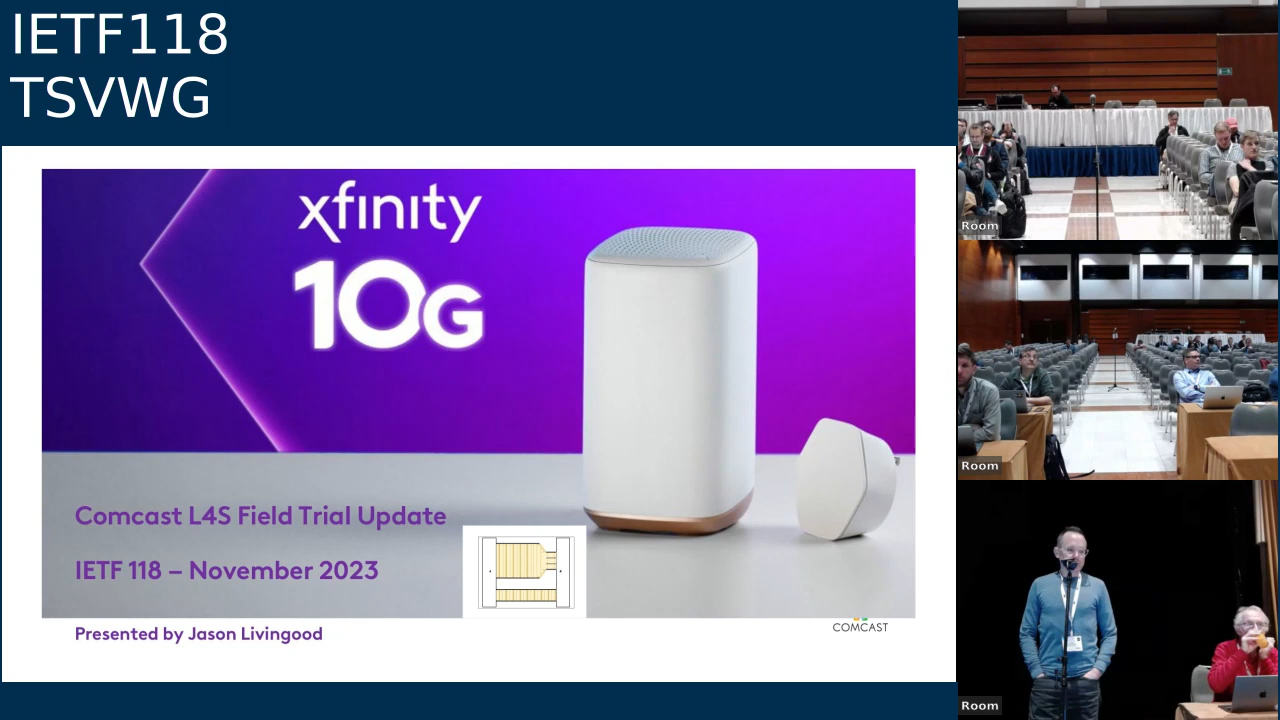 IETF118
TSVWG
xfinity
10G
Comcast L4S Field Trial Update
IETF 118 – November 2023
Presented by Jason Livingood
COMCAST
Room
Room
Room